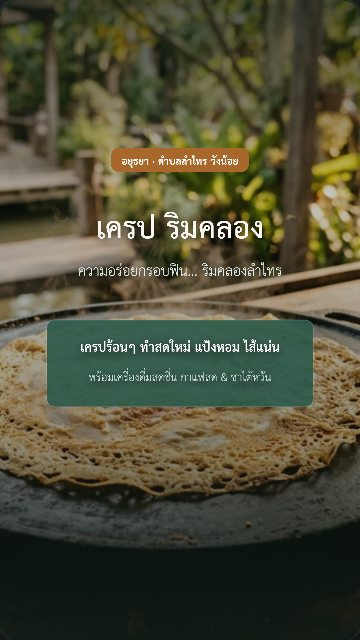 อยุธยา · ตำบลลำไทร วังน้อย
เครป ริมคลอง
ความอร่อยกรอบฟิน... ริมคลองลำไทร
เครปร้อนๆ ทำสดใหม่ แป้งหอม ไส้แน่น
พร้อมเครื่องดื่มสดชื่น กาแฟสด & ชาไต้หวัน